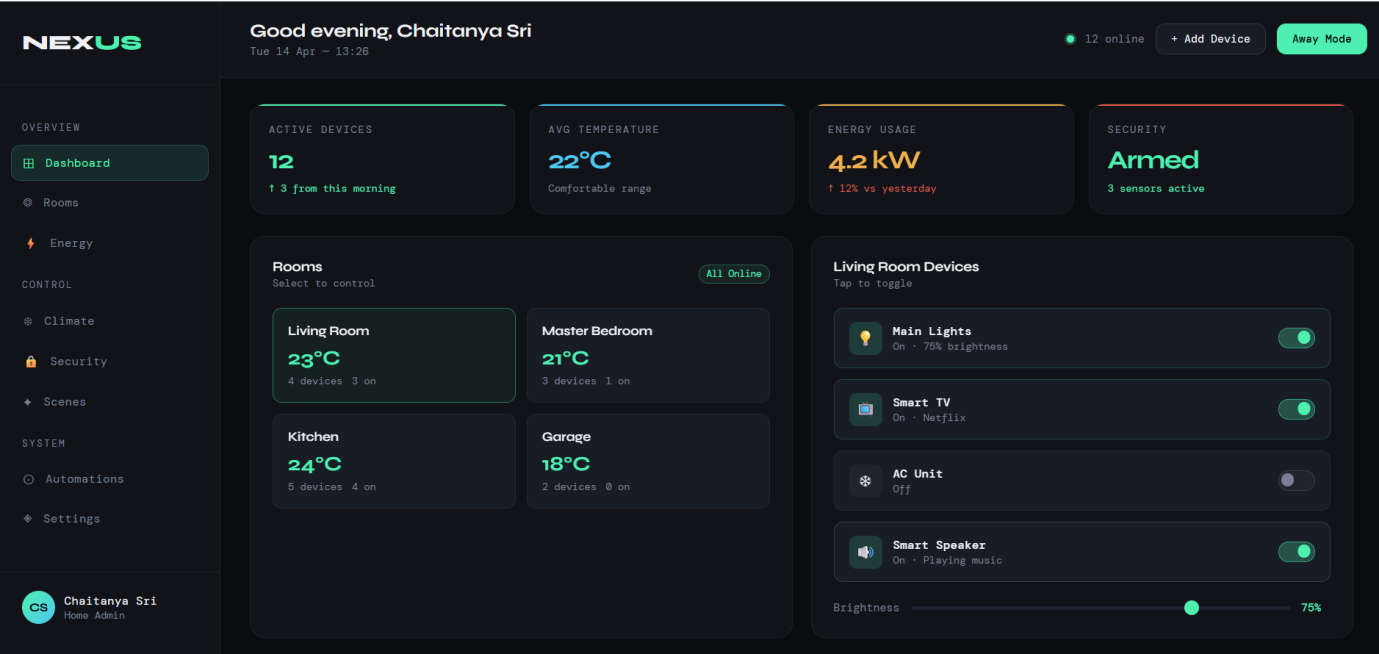 NEXUS
OVERVIEW
Dashboard
Rooms
Energy
CONTROL
Climate
Security
Scenes
SYSTEM
Automations
Settings
CS
Chaitanya Sri
Home Admin
Good evening, Chaitanya Sri
Tue 14 Apr — 13:26
12 online
+ Add Device
Away Mode
ACTIVE DEVICES
12
↑ 3 from this morning
AVG TEMPERATURE
22°C
Comfortable range
ENERGY USAGE
4.2 kW
↑ 12% vs yesterday
SECURITY
Armed
3 sensors active
Rooms
Select to control
All Online
Living Room
23°C
4 devices 3 on
Master Bedroom
21°C
3 devices 1 on
Kitchen
24°C
5 devices 4 on
Garage
18°C
2 devices 0 on
Living Room Devices
Tap to toggle
Main Lights
On · 75% brightness
Smart TV
On · Netflix
AC Unit
Off
Smart Speaker
On · Playing music
Brightness 75%